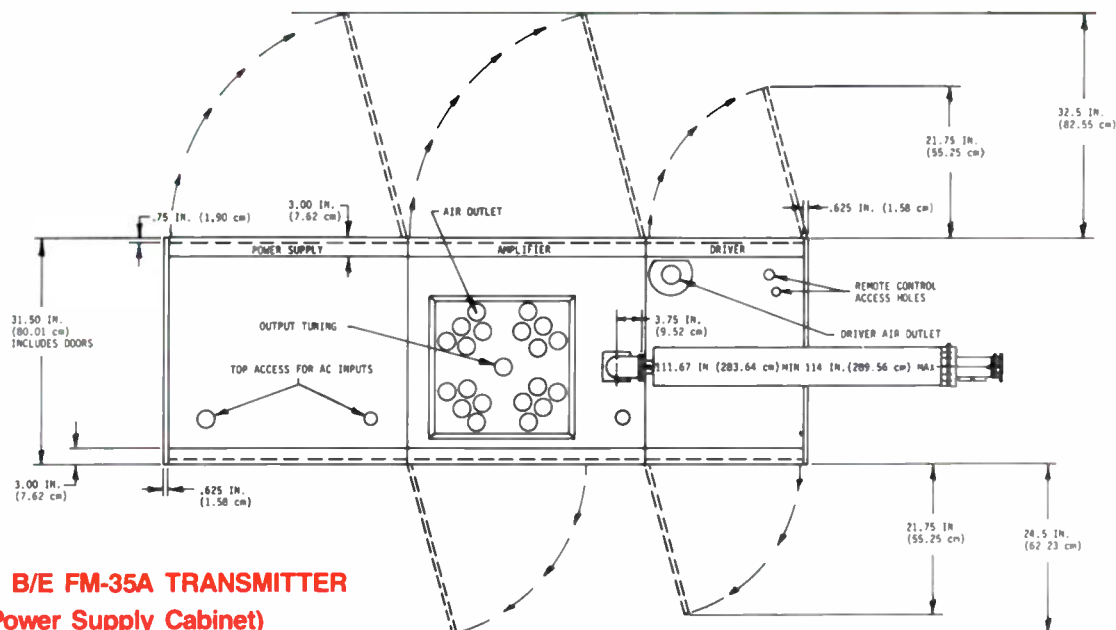 32.5 IN.
(82.55 cm)
21.75 IN.
(55.25 cm)
.75 IN. (1.90 cm)
3.00 IN.
(7.62 cm)
AIR OUTLET
.625 IN. (1.58 cm)
POWER SUPPLY
AMPLIFIER
DRIVER
31.50 IN.
(80.01 cm)
INCLUDES DOORS
OUTPUT TUNING
TOP ACCESS FOR AC INPUTS
REMOTE CONTROL
ACCESS HOLES
3.75 IN.
(9.52 cm)
DRIVER AIR OUTLET
111.67 IN (283.64 cm) MIN 114 IN. (289.56 cm) MAX
3.00 IN.
(7.62 cm)
.625 IN.
(1.58 cm)
21.75 IN
(55.25 cm)
24.5 IN.
(62 23 cm)
B/E FM-35A TRANSMITTER
Power Supply Cabinet)